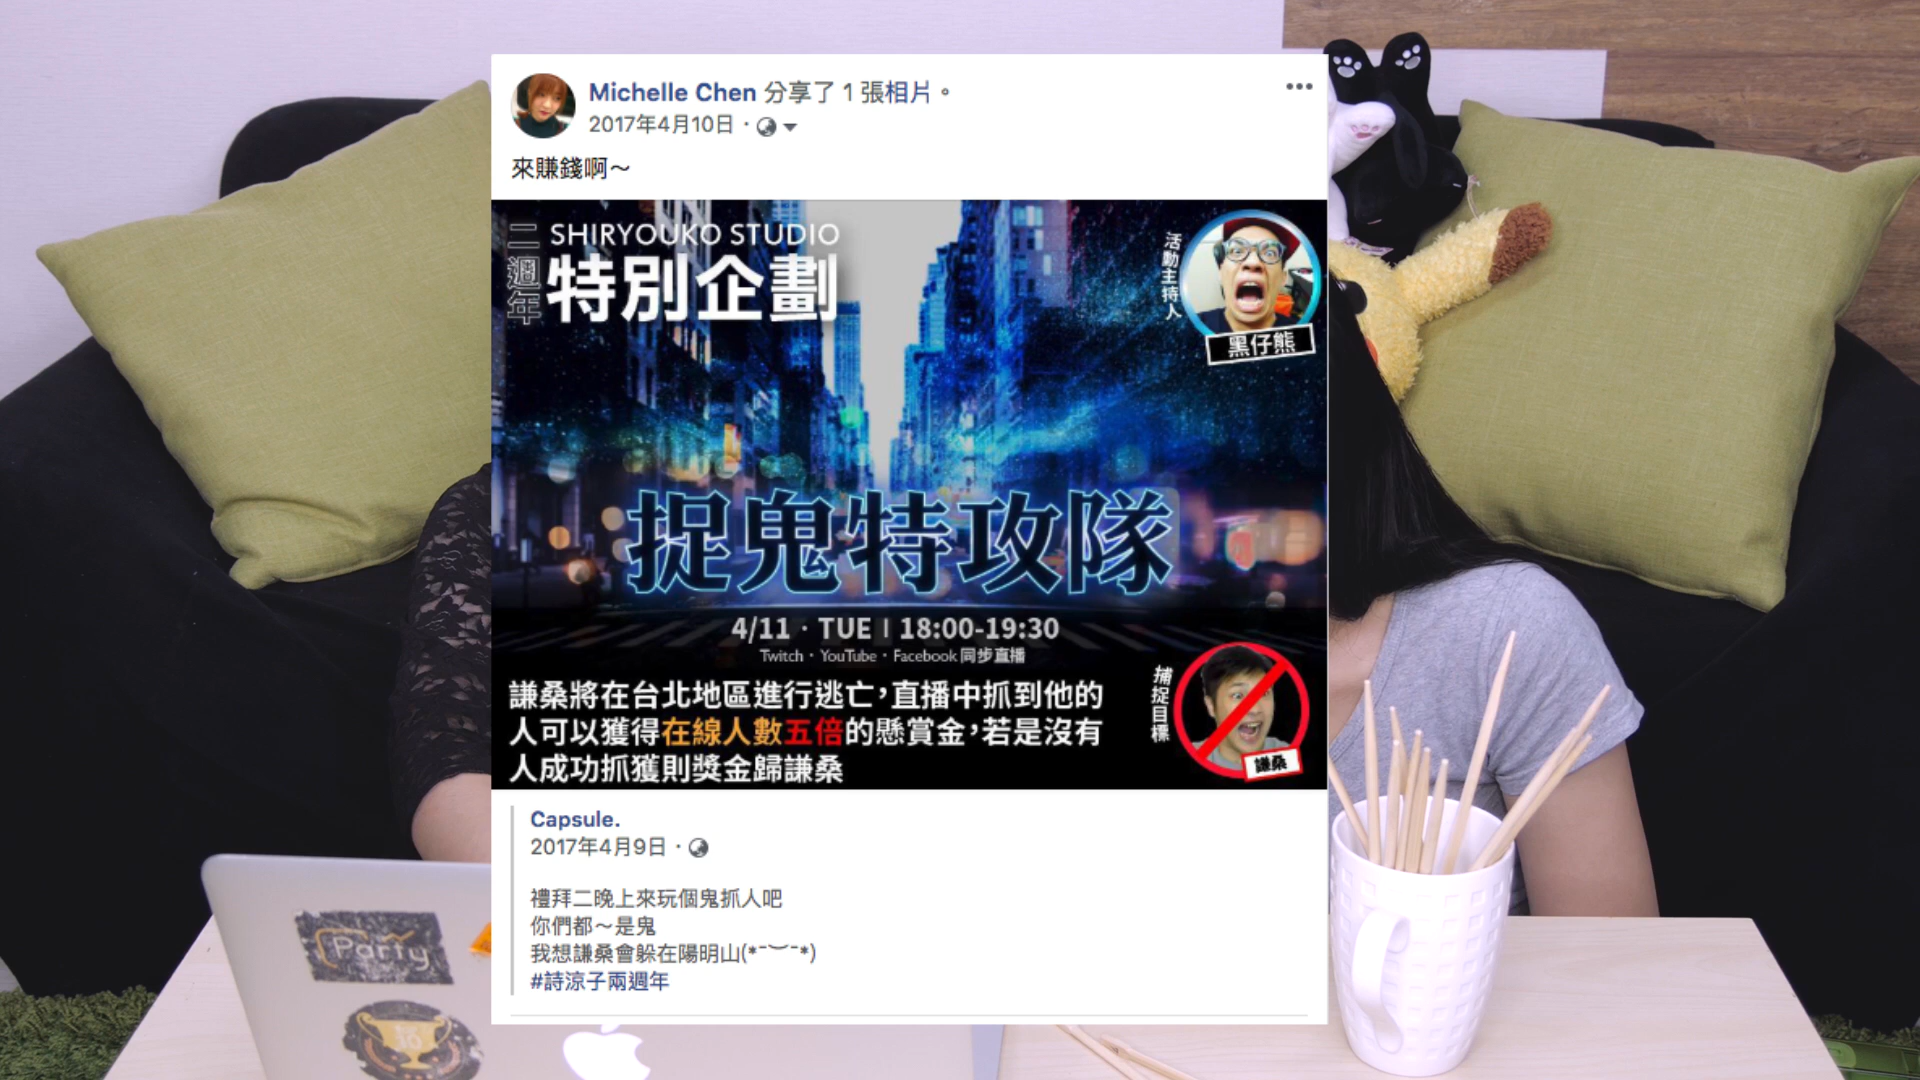 Michelle Chen 分享了 1 張相片。
2017年4月10日 ·
來賺錢啊～
二週年
SHIRYOUKO STUDIO
特別企劃
活動主持人
黑仔熊
捉鬼特攻隊
4/11 · TUE | 18:00-19:30
Twitch · YouTube · Facebook 同步直播
謙桑將在台北地區進行逃亡，直播中抓到他的
人可以獲得在線人數五倍的懸賞金，若是沒有
人成功抓獲則獎金歸謙桑
捕捉目標
謙桑
Capsule.
2017年4月9日 ·
禮拜二晚上來玩個鬼抓人吧
你們都～是鬼
我想謙桑會躲在陽明山(*¯︶¯*)
#詩涼子兩週年
Party